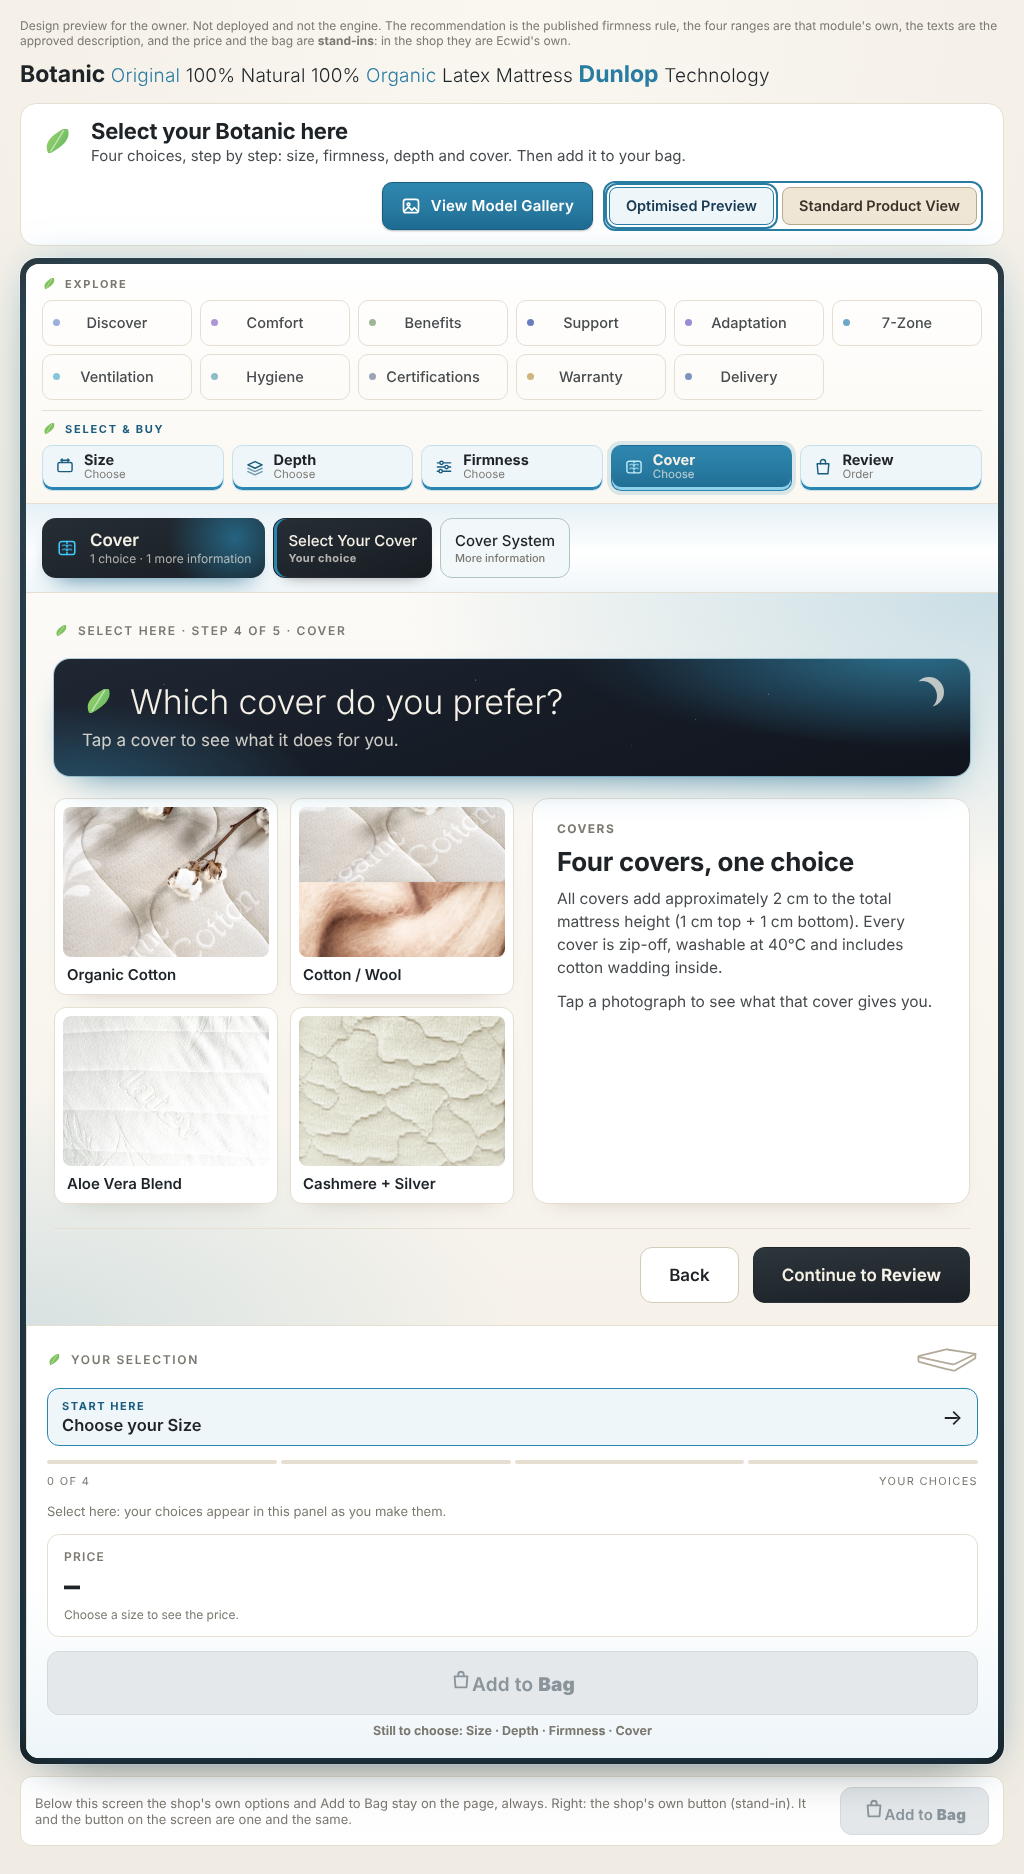 Design preview for the owner. Not deployed and not the engine. The recommendation is the published firmness rule, the four ranges are that module's own, the texts are the
approved description, and the price and the bag are stand-ins: in the shop they are Ecwid's own.
Botanic Original 100% Natural 100% Organic Latex Mattress Dunlop Technology
Select your Botanic here
Four choices, step by step: size, firmness, depth and cover. Then add it to your bag.
View Model Gallery
Optimised Preview
Standard Product View
EXPLORE
Discover
Comfort
Benefits
Support
Adaptation
7-Zone
Ventilation
Hygiene
Certifications
Warranty
Delivery
SELECT & BUY
Size
Choose
Depth
Choose
Firmness
Choose
Cover
Choose
Review
Order
Cover
1 choice · 1 more information
Select Your Cover
Your choice
Cover System
More information
SELECT HERE · STEP 4 OF 5 · COVER
Which cover do you prefer?
Tap a cover to see what it does for you.
Cotton
Organic Cotton
Cotton
Cotton / Wool
Aloe Vera Blend
Cashmere + Silver
COVERS
Four covers, one choice
All covers add approximately 2 cm to the total
mattress height (1 cm top + 1 cm bottom). Every
cover is zip-off, washable at 40°C and includes
cotton wadding inside.
Tap a photograph to see what that cover gives you.
Back
Continue to Review
YOUR SELECTION
START HERE
Choose your Size
0 OF 4
YOUR CHOICES
Select here: your choices appear in this panel as you make them.
PRICE
–
Choose a size to see the price.
Add to Bag
Still to choose: Size · Depth · Firmness · Cover
Below this screen the shop's own options and Add to Bag stay on the page, always. Right: the shop's own button (stand-in). It
and the button on the screen are one and the same.
Add to Bag